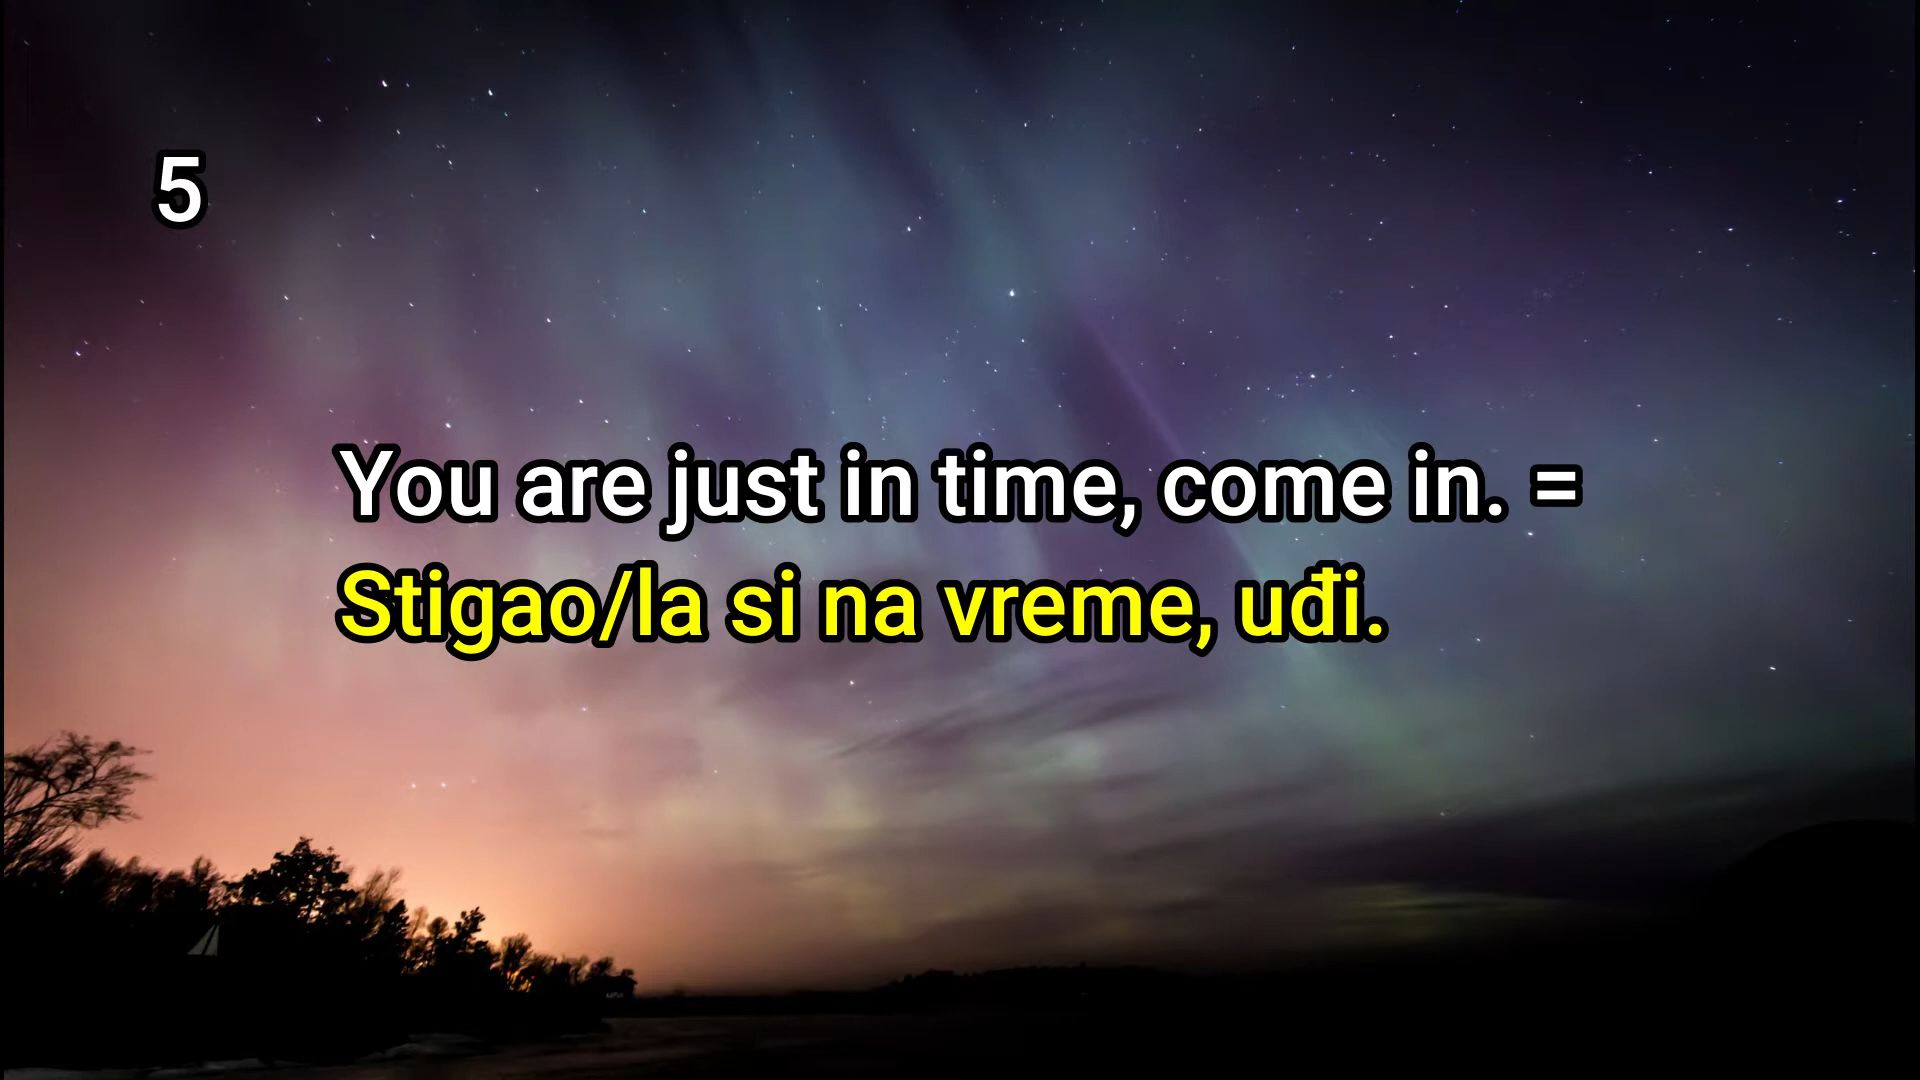 5
You are just in time, come in. =
Stigao/la si na vreme, uđi.